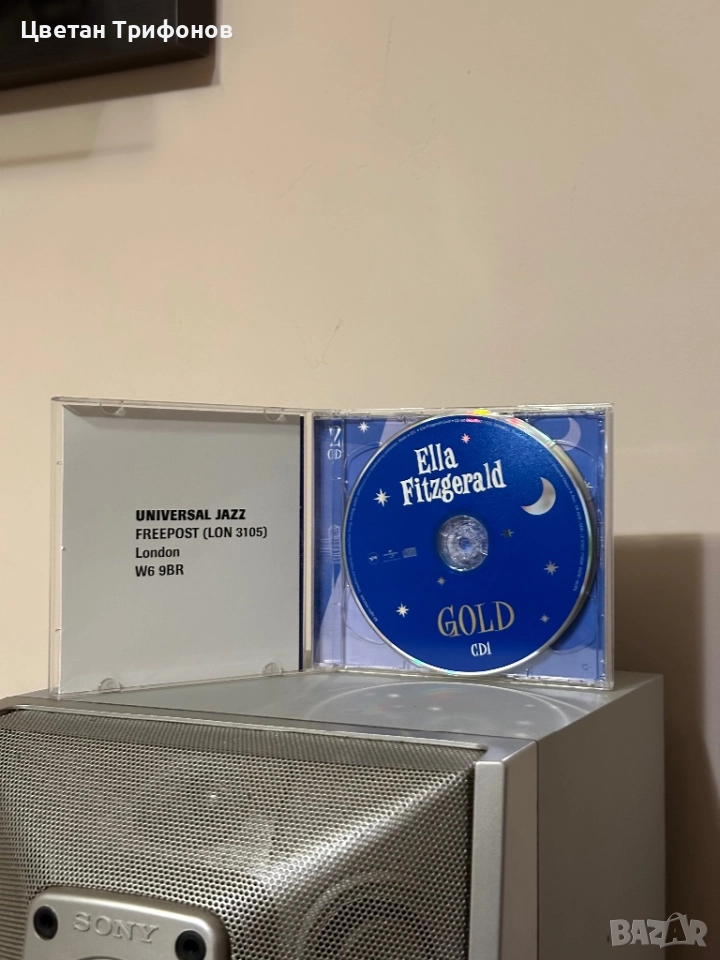 Цветан Трифонов
UNIVERSAL JAZZ
FREEPOST (LON 3105)
London
W6 9BR
2
CD
Ella
Fitzgerald
GOLD
CD1
SONY
BAZAR